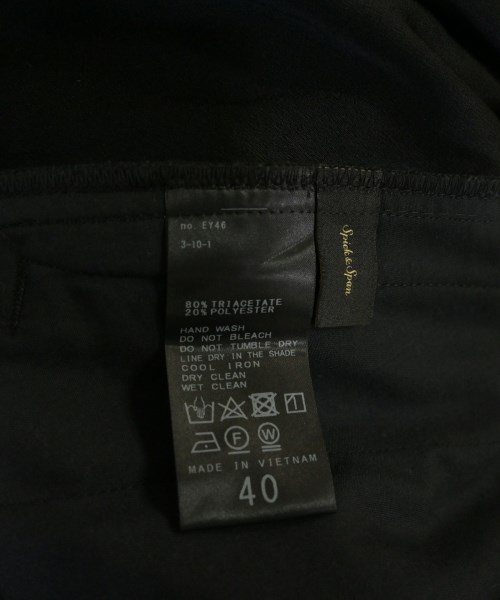 no. EY46
3-10-1
80% TRIACETATE
20% POLYESTER
HAND WASH
DO NOT BLEACH
DO NOT TUMBLE DRY
LINE DRY IN THE SHADE
COOL IRON
DRY CLEAN
WET CLEAN
F W
MADE IN VIETNAM
40
Spick & Span